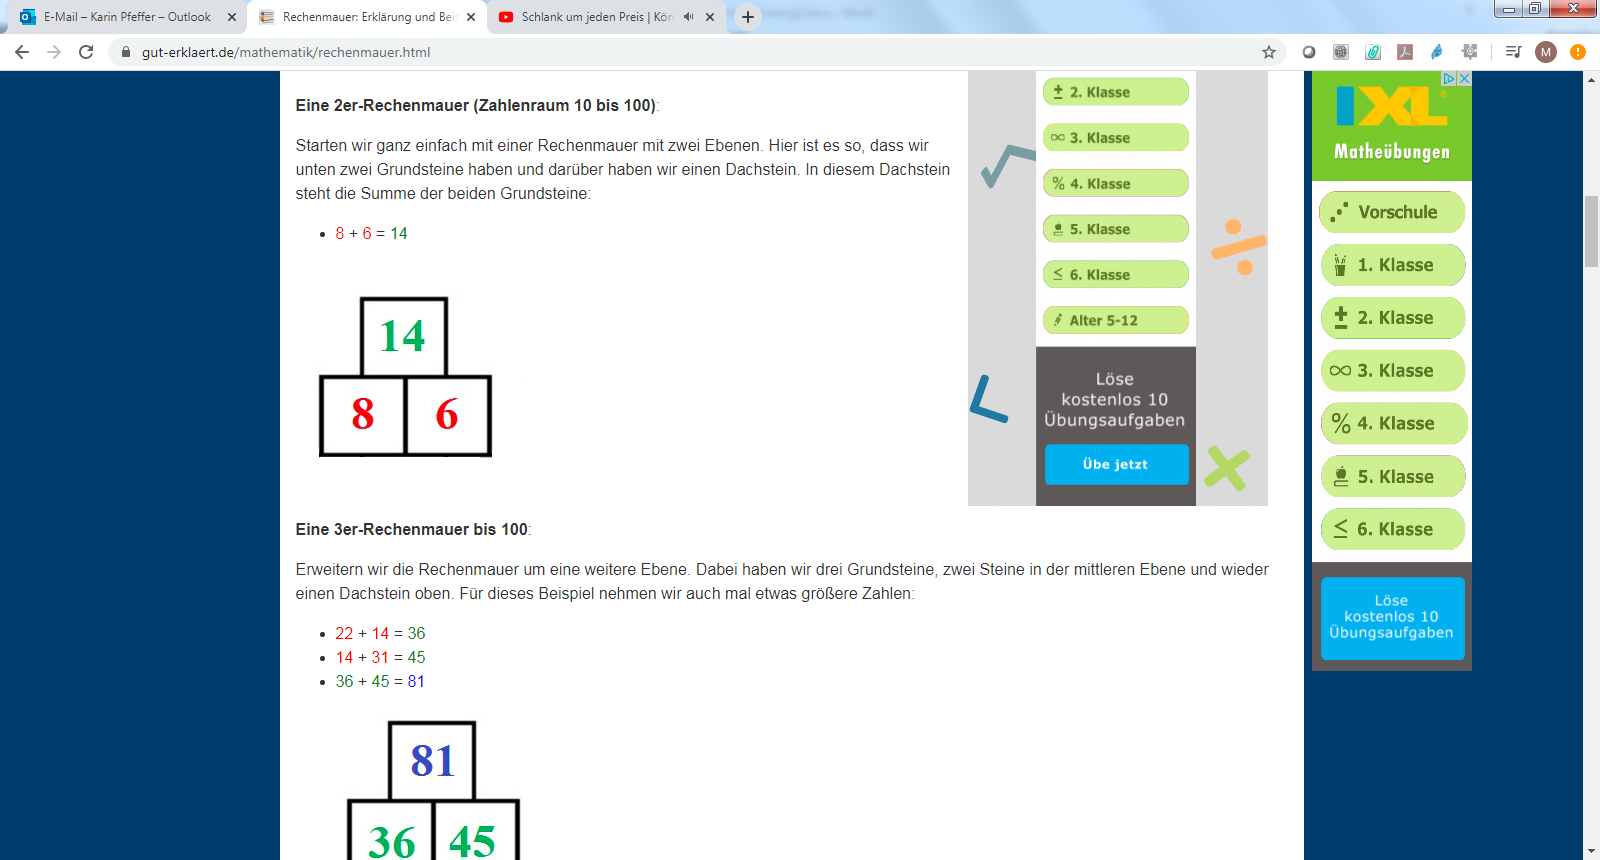 E-Mail – Karin Pfeffer – Outlook
Rechenmauer: Erklärung und Beis
Schlank um jeden Preis | Kön
gut-erklaert.de/mathematik/rechenmauer.html
M
Eine 2er-Rechenmauer (Zahlenraum 10 bis 100):
Starten wir ganz einfach mit einer Rechenmauer mit zwei Ebenen. Hier ist es so, dass wir
unten zwei Grundsteine haben und darüber haben wir einen Dachstein. In diesem Dachstein
steht die Summe der beiden Grundsteine:
• 8 + 6 = 14
14
8 6
Eine 3er-Rechenmauer bis 100:
Erweitern wir die Rechenmauer um eine weitere Ebene. Dabei haben wir drei Grundsteine, zwei Steine in der mittleren Ebene und wieder
einen Dachstein oben. Für dieses Beispiel nehmen wir auch mal etwas größere Zahlen:
• 22 + 14 = 36
• 14 + 31 = 45
• 36 + 45 = 81
81
36 45
± 2. Klasse
∞ 3. Klasse
% 4. Klasse
5. Klasse
≤ 6. Klasse
Alter 5-12
Löse
kostenlos 10
Übungsaufgaben
Übe jetzt
IXL
Matheübungen
Vorschule
1. Klasse
± 2. Klasse
∞ 3. Klasse
% 4. Klasse
5. Klasse
≤ 6. Klasse
Löse
kostenlos 10
Übungsaufgaben